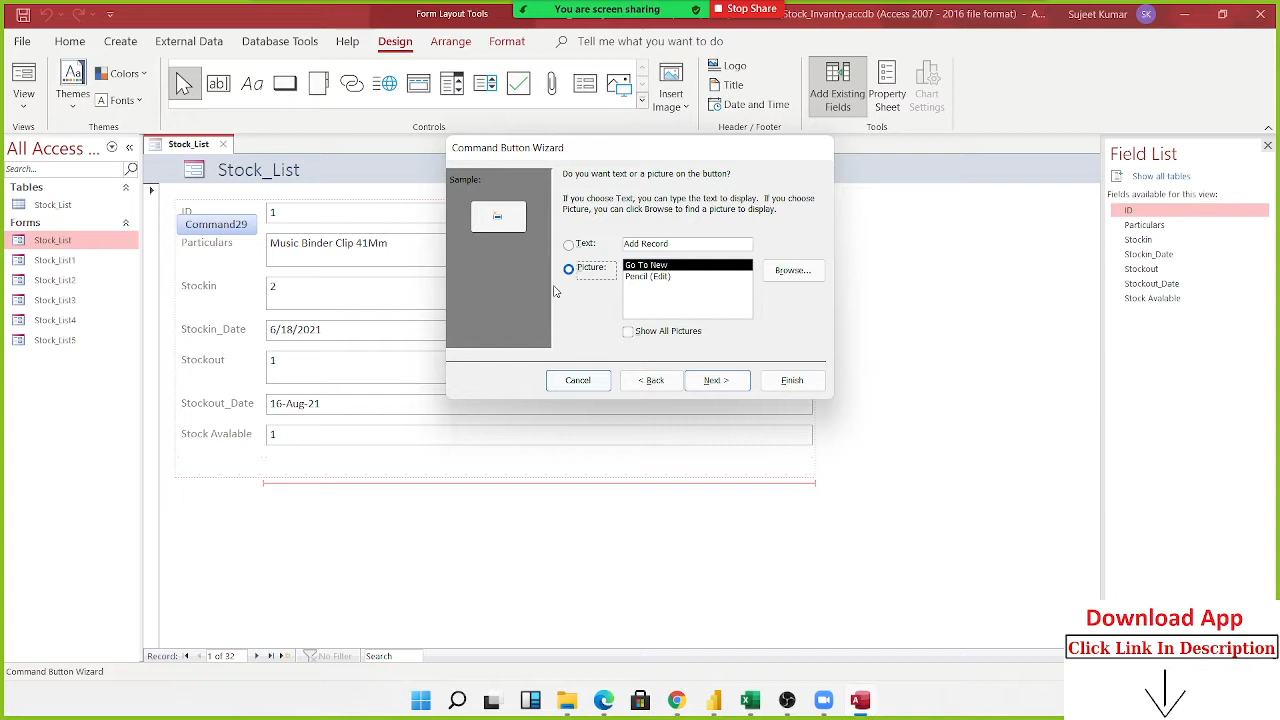 You are screen sharing
Stop Share
Form Layout Tools
Stock_Invantry.accdb (Access 2007 - 2016 file format) - A...
Sujeet Kumar
SK
File
Home
Create
External Data
Database Tools
Help
Design
Arrange
Format
Tell me what you want to do
View
Themes
Colors
Fonts
Aa
ab
Insert
Image
Logo
Title
Date and Time
Add Existing
Fields
Property
Sheet
Chart
Settings
Views
Themes
Controls
Header / Footer
Tools
All Access ...
Search...
Tables
Stock_List
Forms
Stock_List
Stock_List1
Stock_List2
Stock_List3
Stock_List4
Stock_List5
Stock_List
Stock_List
ID
1
Command29
Particulars
Music Binder Clip 41Mm
Stockin
2
Stockin_Date
6/18/2021
Stockout
1
Stockout_Date
16-Aug-21
Stock Avalable
1
Command Button Wizard
Sample:
Do you want text or a picture on the button?
If you choose Text, you can type the text to display. If you choose
Picture, you can click Browse to find a picture to display.
Text:
Add Record
Picture:
Go To New
Pencil (Edit)
Browse...
Show All Pictures
Cancel
< Back
Next >
Finish
Field List
Show all tables
Fields available for this view:
ID
Particulars
Stockin
Stockin_Date
Stockout
Stockout_Date
Stock Avalable
Record:
1 of 32
No Filter
Search
Command Button Wizard
Download App
Click Link In Description